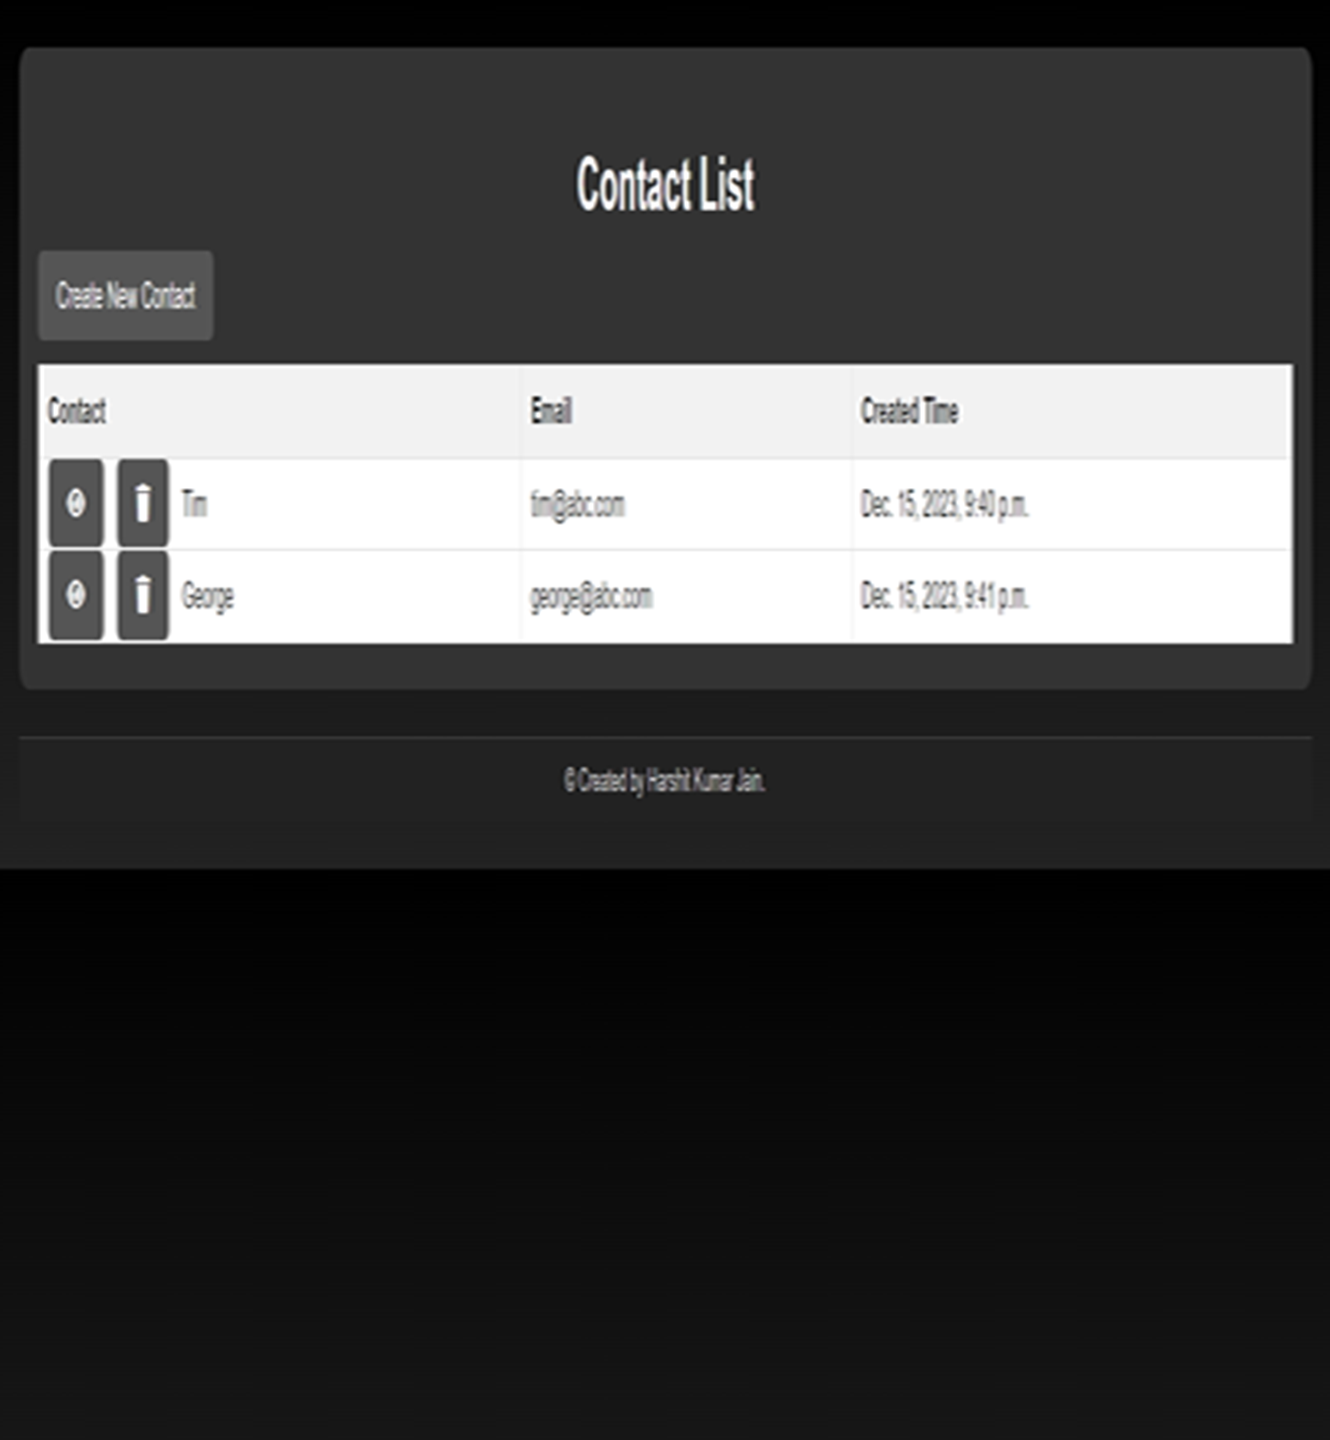 Contact List
Create New Contact
Contact Email Created Time
Tim tim@abc.com Dec. 15, 2023, 9:40 p.m.
George george@abc.com Dec. 15, 2023, 9:41 p.m.
© Created by Harshit Kumar Jain.